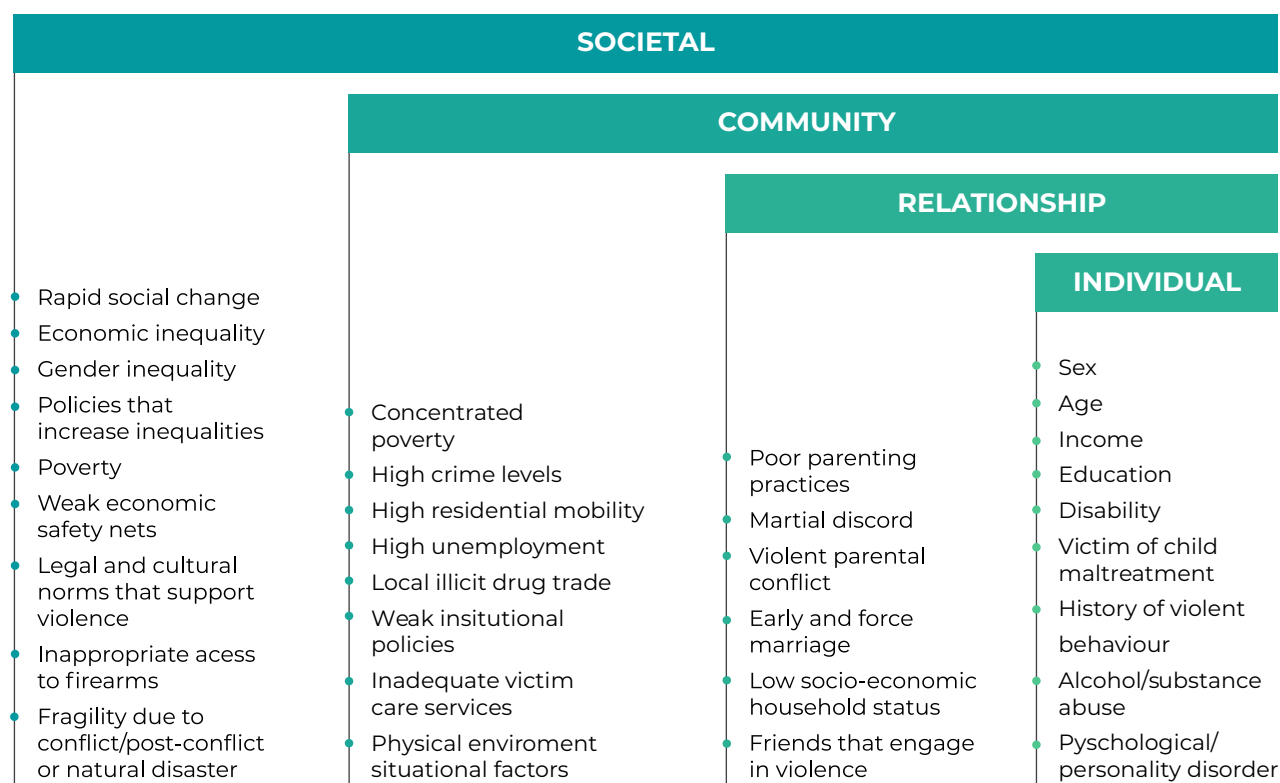 SOCIETAL
COMMUNITY
RELATIONSHIP
INDIVIDUAL
Rapid social change
Economic inequality
Gender inequality
Policies that
increase inequalities
Poverty
Weak economic
safety nets
Legal and cultural
norms that support
violence
Inappropriate acess
to firearms
Fragility due to
conflict/post-conflict
or natural disaster
Concentrated
poverty
High crime levels
High residential mobility
High unemployment
Local illicit drug trade
Weak insitutional
policies
Inadequate victim
care services
Physical enviroment
situational factors
Poor parenting
practices
Martial discord
Violent parental
conflict
Early and force
marriage
Low socio-economic
household status
Friends that engage
in violence
Sex
Age
Income
Education
Disability
Victim of child
maltreatment
History of violent
behaviour
Alcohol/substance
abuse
Pyschological/
personality disorder